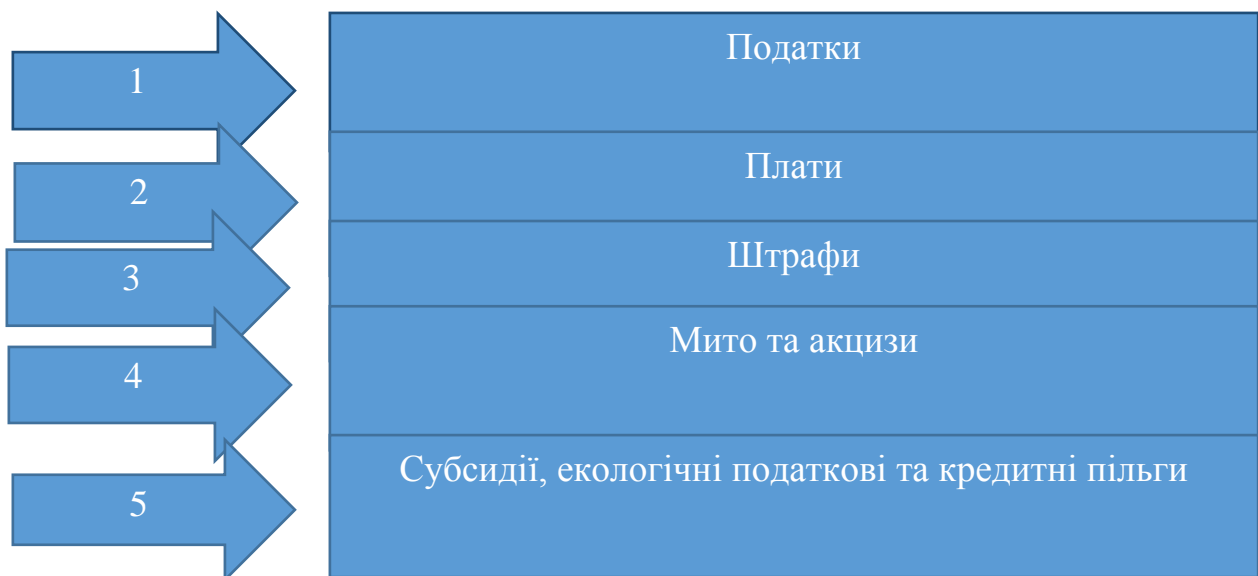 1
Податки
2
Плати
3
Штрафи
4
Мито та акцизи
5
Субсидії, екологічні податкові та кредитні пільги